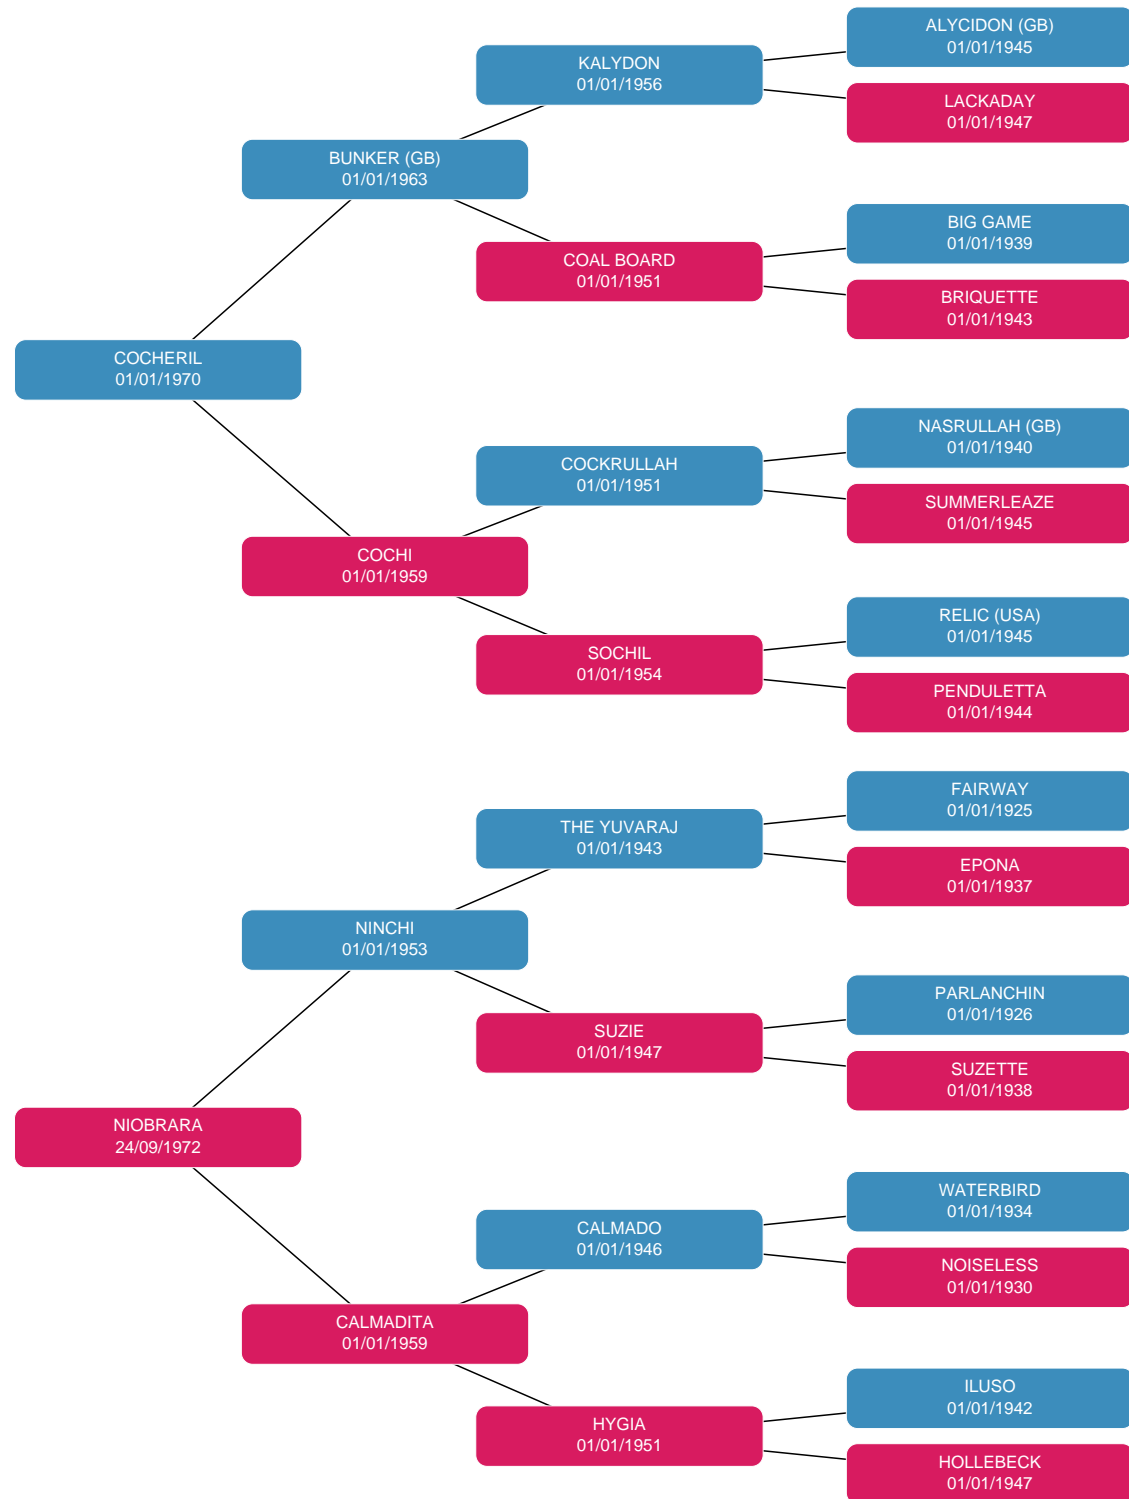 ALYCIDON (GB)
01/01/1945
KALYDON
01/01/1956
LACKADAY
01/01/1947
BUNKER (GB)
01/01/1963
BIG GAME
01/01/1939
COAL BOARD
01/01/1951
BRIQUETTE
01/01/1943
COCHERIL
01/01/1970
NASRULLAH (GB)
01/01/1940
COCKRULLAH
01/01/1951
SUMMERLEAZE
01/01/1945
COCHI
01/01/1959
RELIC (USA)
01/01/1945
SOCHIL
01/01/1954
PENDULETTA
01/01/1944
FAIRWAY
01/01/1925
THE YUVARAJ
01/01/1943
EPONA
01/01/1937
NINCHI
01/01/1953
PARLANCHIN
01/01/1926
SUZIE
01/01/1947
SUZETTE
01/01/1938
NIOBRARA
24/09/1972
WATERBIRD
01/01/1934
CALMADO
01/01/1946
NOISELESS
01/01/1930
CALMADITA
01/01/1959
ILUSO
01/01/1942
HYGIA
01/01/1951
HOLLEBECK
01/01/1947